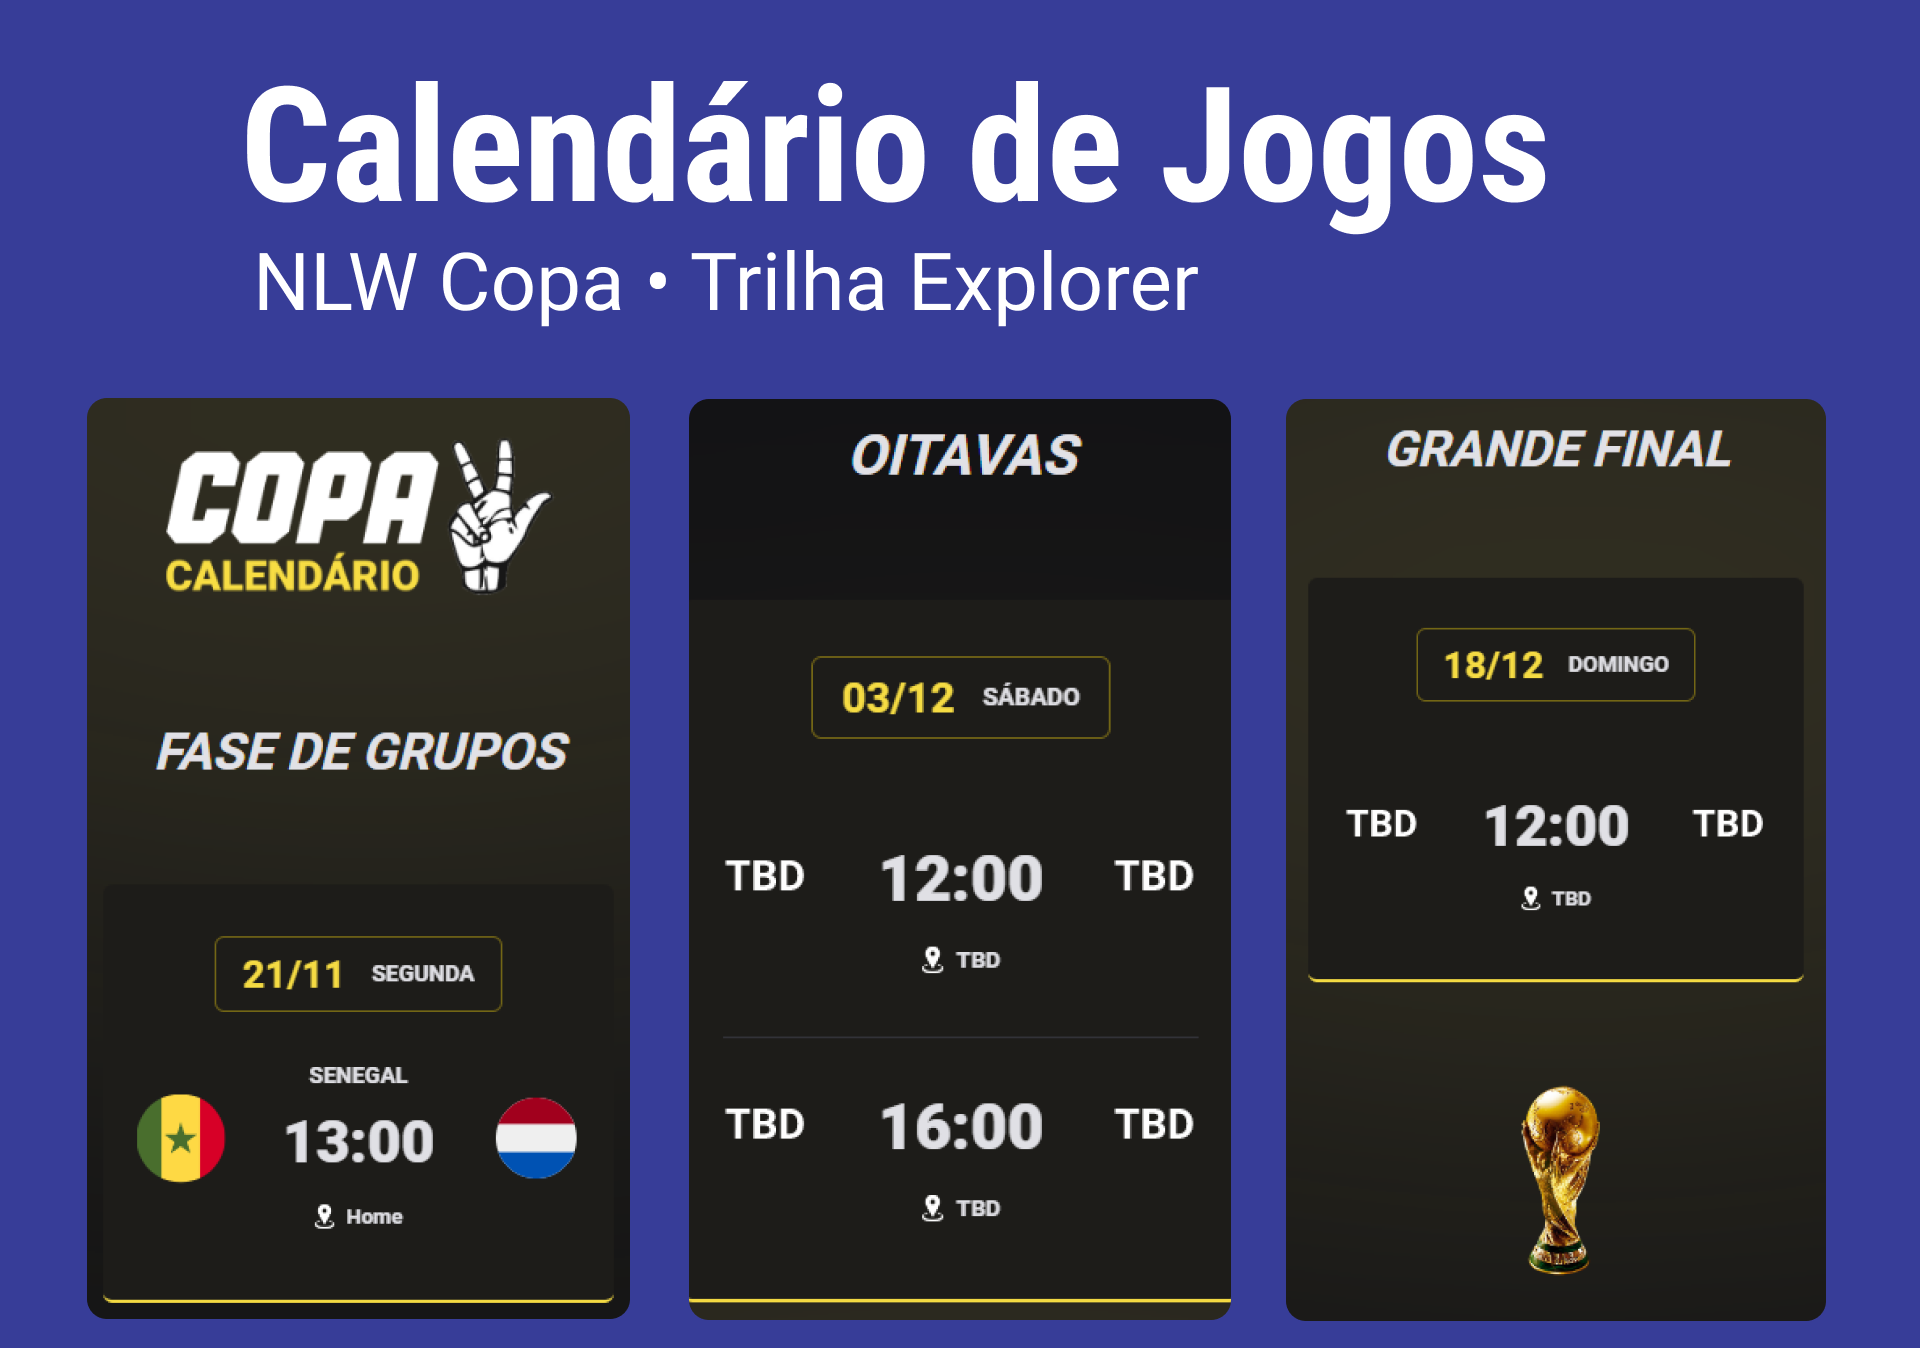 Calendário de Jogos
NLW Copa • Trilha Explorer
COPA
CALENDÁRIO
FASE DE GRUPOS
21/11 SEGUNDA
SENEGAL
13:00
Home
OITAVAS
03/12 SÁBADO
TBD 12:00 TBD
TBD
TBD 16:00 TBD
TBD
GRANDE FINAL
18/12 DOMINGO
TBD 12:00 TBD
TBD